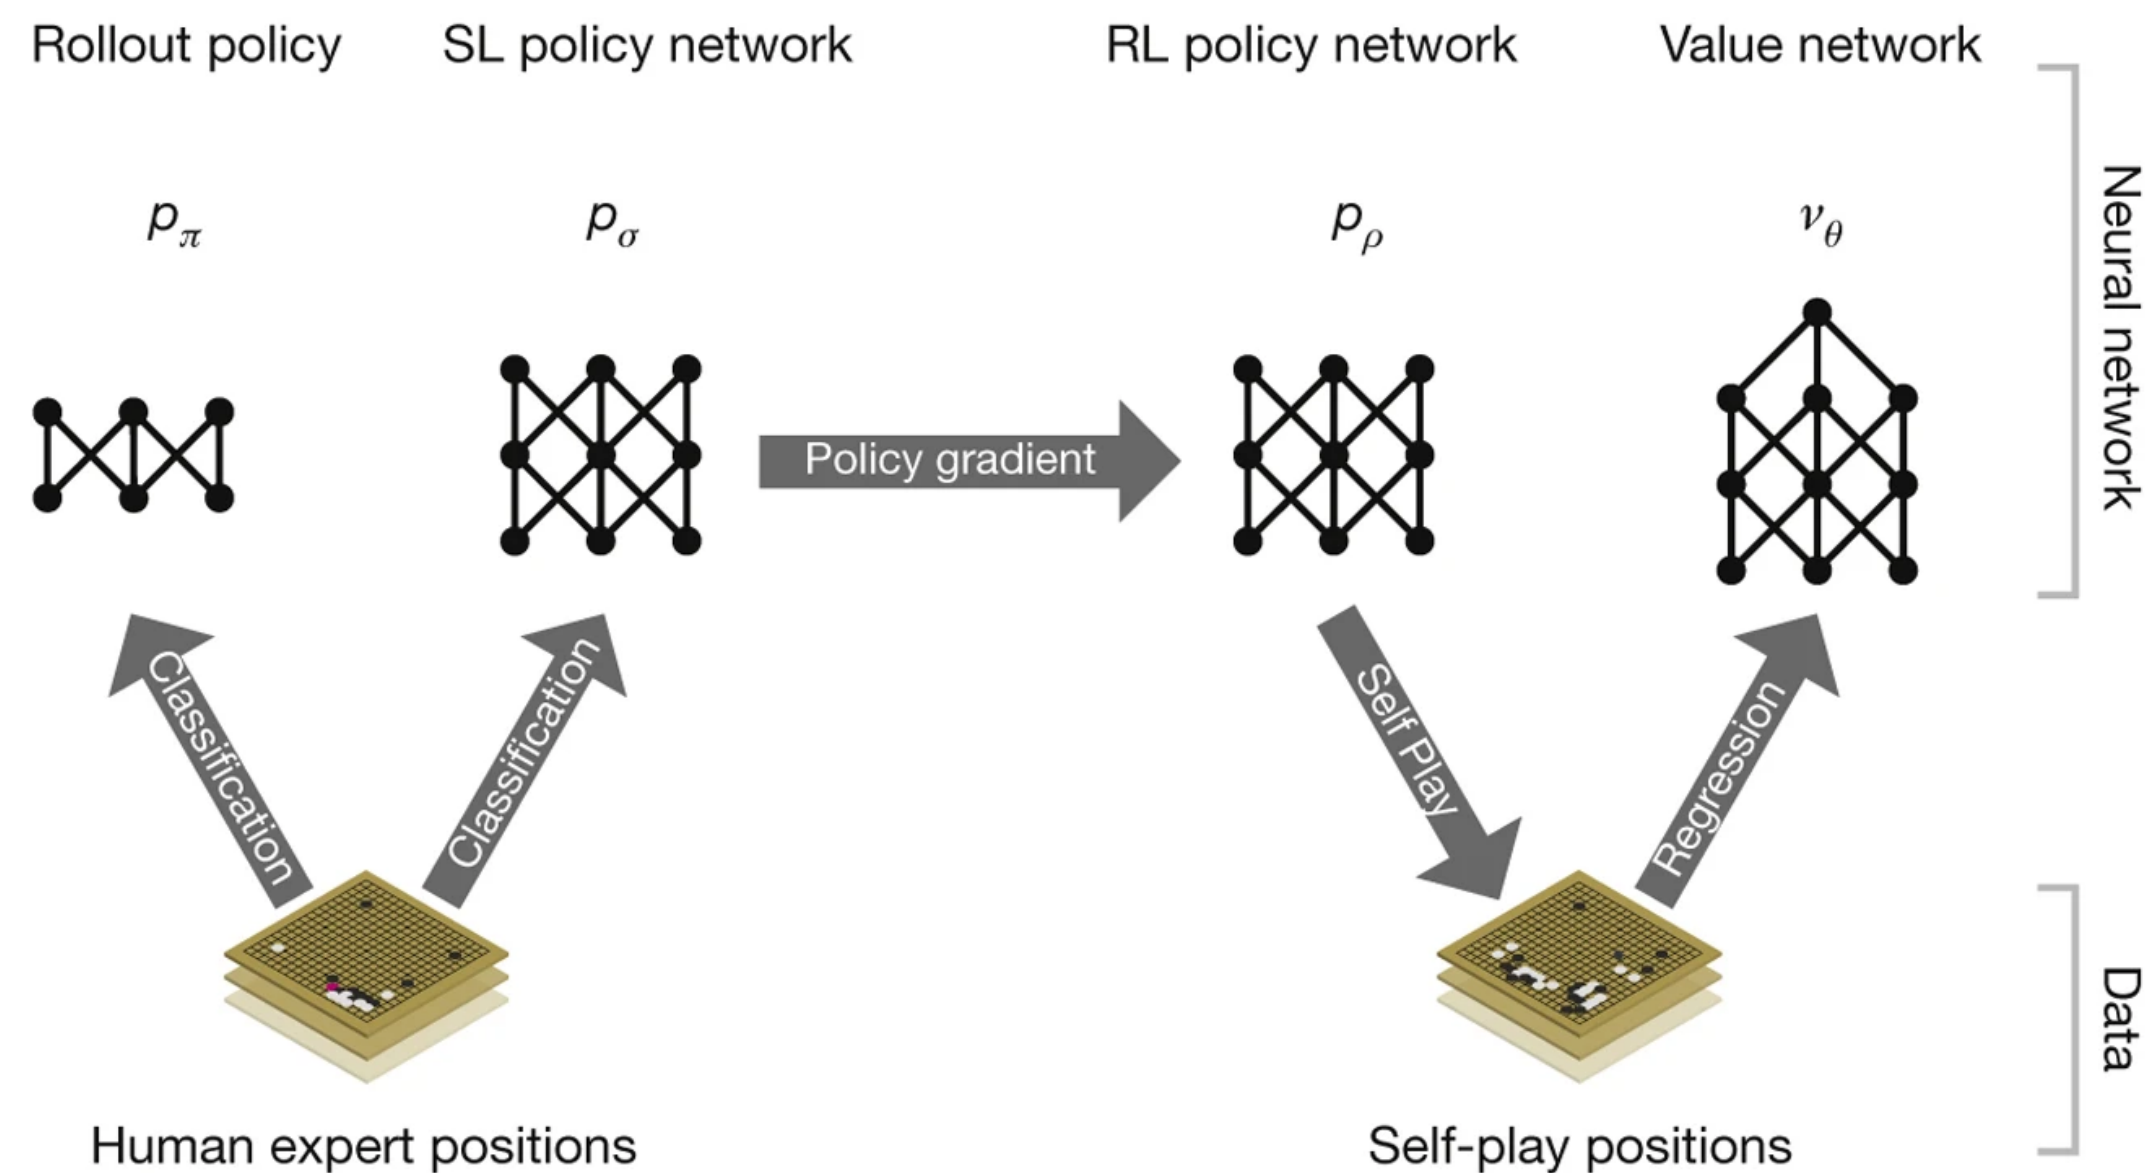 Rollout policy
SL policy network
RL policy network
Value network
pπ
pσ
pρ
νθ
Neural network
Policy gradient
Classification
Classification
Self Play
Regression
Data
Human expert positions
Self-play positions